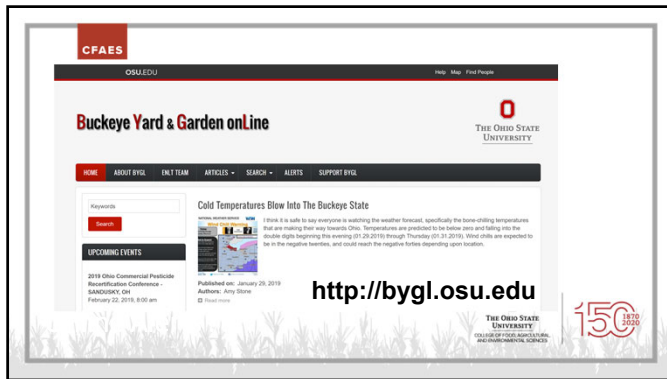 CFAES
OSU.EDU
Help Map Find People
Buckeye Yard & Garden onLine
THE OHIO STATE
UNIVERSITY
HOME ABOUT BYGL ENLT TEAM ARTICLES SEARCH ALERTS SUPPORT BYGL
Keywords
Search
UPCOMING EVENTS
2019 Ohio Commercial Pesticide
Recertification Conference -
SANDUSKY, OH
February 22, 2019, 8:00 am
Cold Temperatures Blow Into The Buckeye State
I think it is safe to say everyone is watching the weather forecast, specifically the bone-chilling temperatures
that are making their way towards Ohio. Temperatures are predicted to be below zero and falling into the
double digits beginning this evening (01.29.2019) through Thursday (01.31.2019). Wind chills are expected to
be in the negative twenties, and could reach the negative forties depending upon location.
Published on: January 29, 2019
Authors: Amy Stone
Read more
http://bygl.osu.edu
THE OHIO STATE
UNIVERSITY
COLLEGE OF FOOD, AGRICULTURAL,
AND ENVIRONMENTAL SCIENCES
150
1870
2020